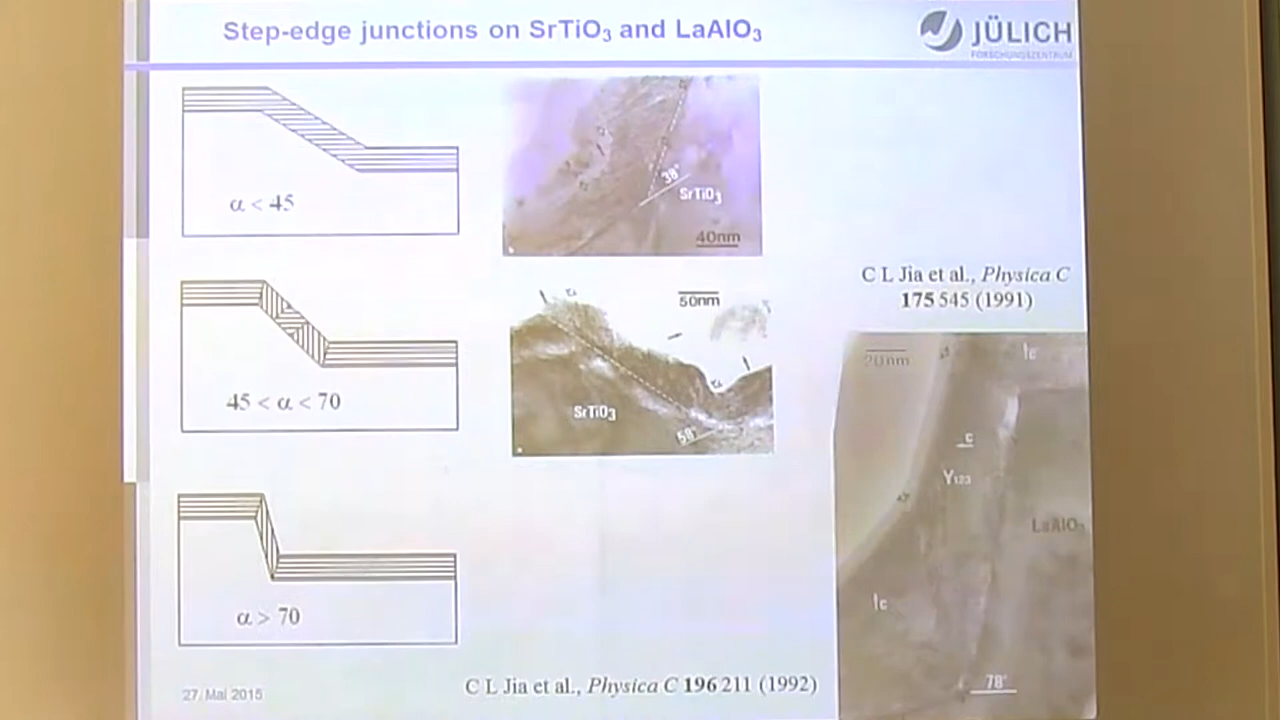 Step-edge junctions on SrTiO₃ and LaAlO₃
JÜLICH
FORSCHUNGSZENTRUM
α < 45
38°
SrTiO₃
40nm
C L Jia et al., Physica C
175 545 (1991)
45 < α < 70
50nm
SrTiO₃
58°
20nm
c
Y₁₂₃
LaAlO₃
α > 70
78°
27. Mai 2015
C L Jia et al., Physica C 196 211 (1992)